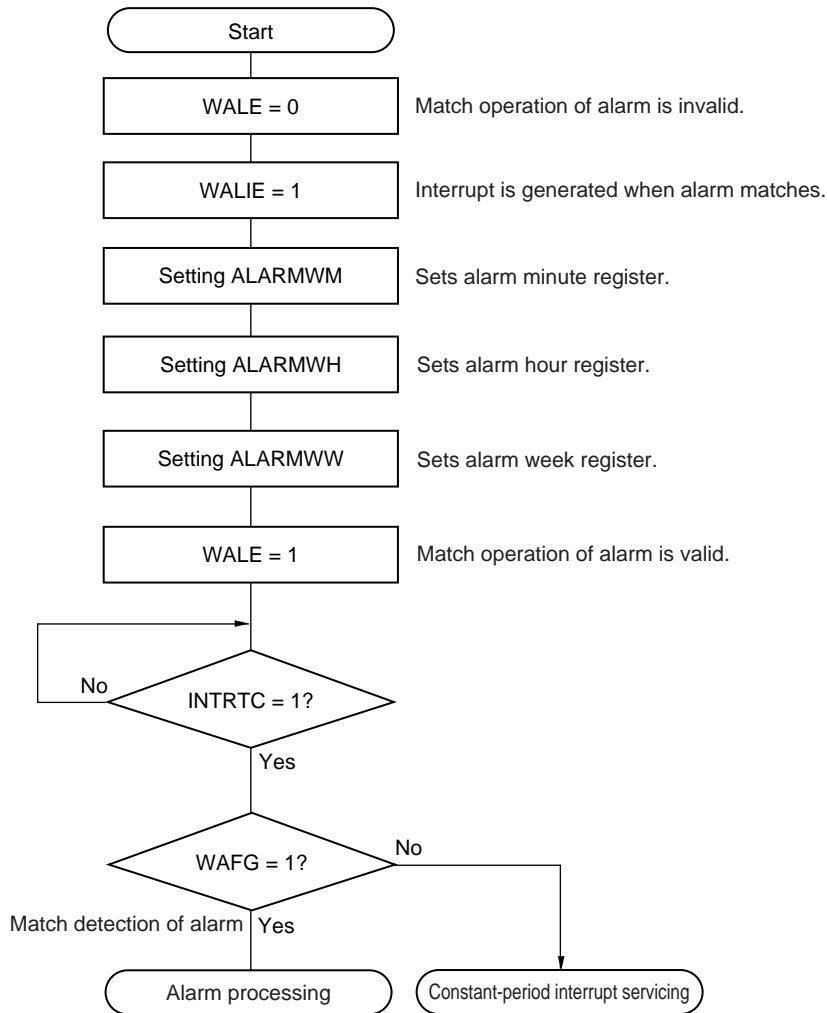 Start
WALE = 0
Match operation of alarm is invalid.
WALIE = 1
Interrupt is generated when alarm matches.
Setting ALARMWM
Sets alarm minute register.
Setting ALARMWH
Sets alarm hour register.
Setting ALARMWW
Sets alarm week register.
WALE = 1
Match operation of alarm is valid.
No
INTRTC = 1?
Yes
WAFG = 1?
No
Match detection of alarm
Yes
Alarm processing
Constant-period interrupt servicing